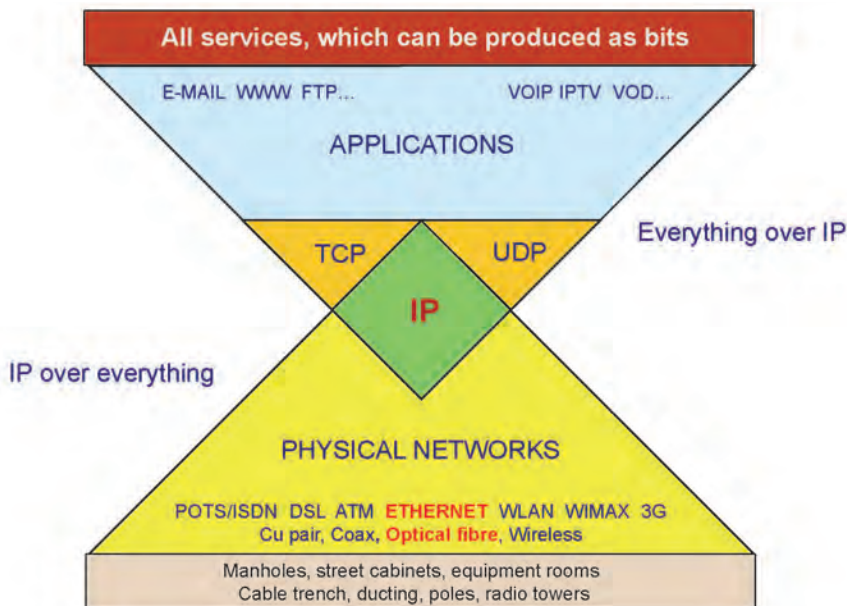 All services, which can be produced as bits
E-MAIL WWW FTP... VOIP IPTV VOD...
APPLICATIONS
TCP UDP
Everything over IP
IP
IP over everything
PHYSICAL NETWORKS
POTS/ISDN DSL ATM ETHERNET WLAN WIMAX 3G
Cu pair, Coax, Optical fibre, Wireless
Manholes, street cabinets, equipment rooms
Cable trench, ducting, poles, radio towers